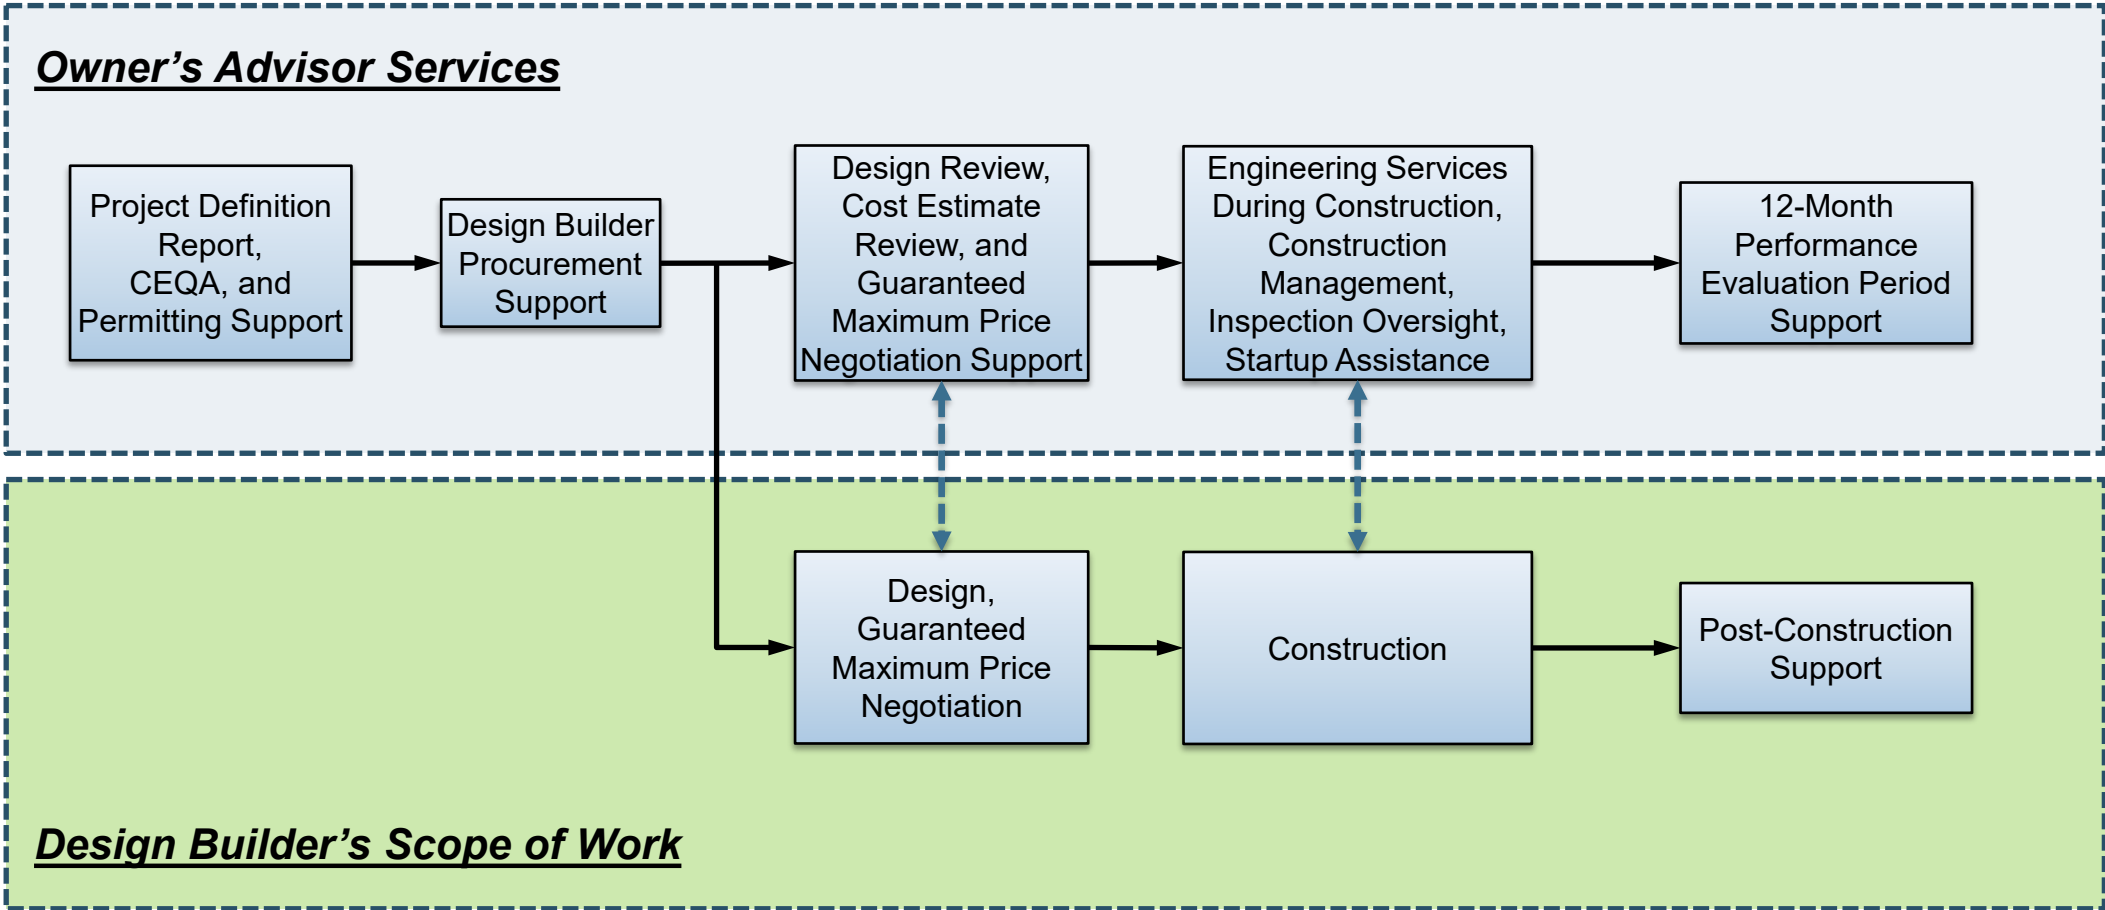 Owner’s Advisor Services
Project Definition
Report,
CEQA, and
Permitting Support
Design Builder
Procurement
Support
Design Review,
Cost Estimate
Review, and
Guaranteed
Maximum Price
Negotiation Support
Engineering Services
During Construction,
Construction
Management,
Inspection Oversight,
Startup Assistance
12-Month
Performance
Evaluation Period
Support
Design,
Guaranteed
Maximum Price
Negotiation
Construction
Post-Construction
Support
Design Builder’s Scope of Work